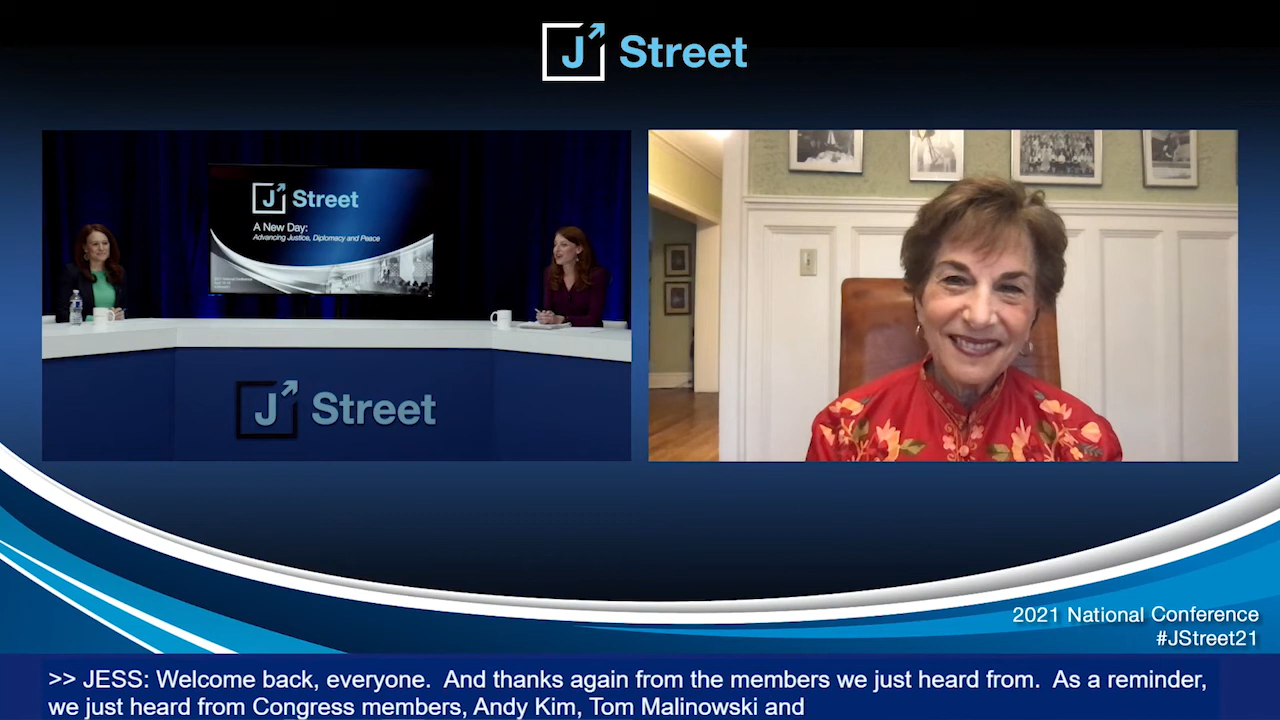 J Street
J Street
A New Day:
Advancing Justice, Diplomacy and Peace
J Street
2021 National Conference
#JStreet21
>> JESS: Welcome back, everyone. And thanks again from the members we just heard from. As a reminder,
we just heard from Congress members, Andy Kim, Tom Malinowski and